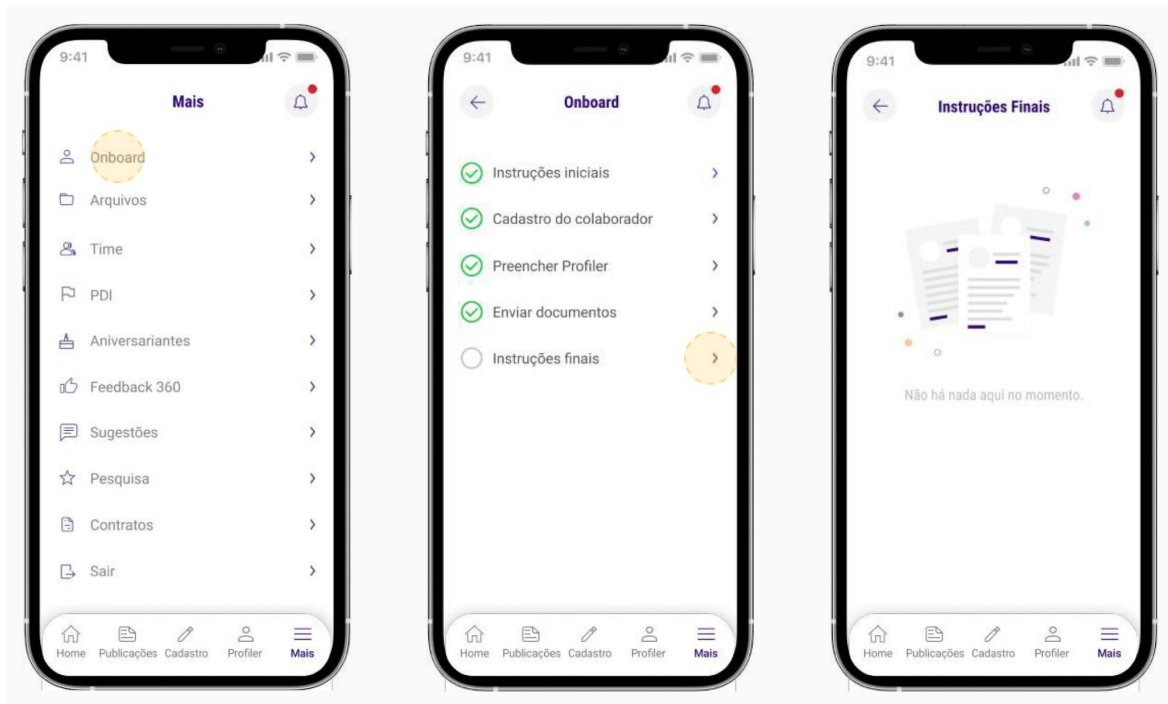 9:41
Mais
Onboard
Arquivos
Time
PDI
Aniversariantes
Feedback 360
Sugestões
Pesquisa
Contratos
Sair
Home Publicações Cadastro Profiler Mais
9:41
Onboard
Instruções iniciais
Cadastro do colaborador
Preencher Profiler
Enviar documentos
Instruções finais
Home Publicações Cadastro Profiler Mais
9:41
Instruções Finais
Não há nada aqui no momento.
Home Publicações Cadastro Profiler Mais